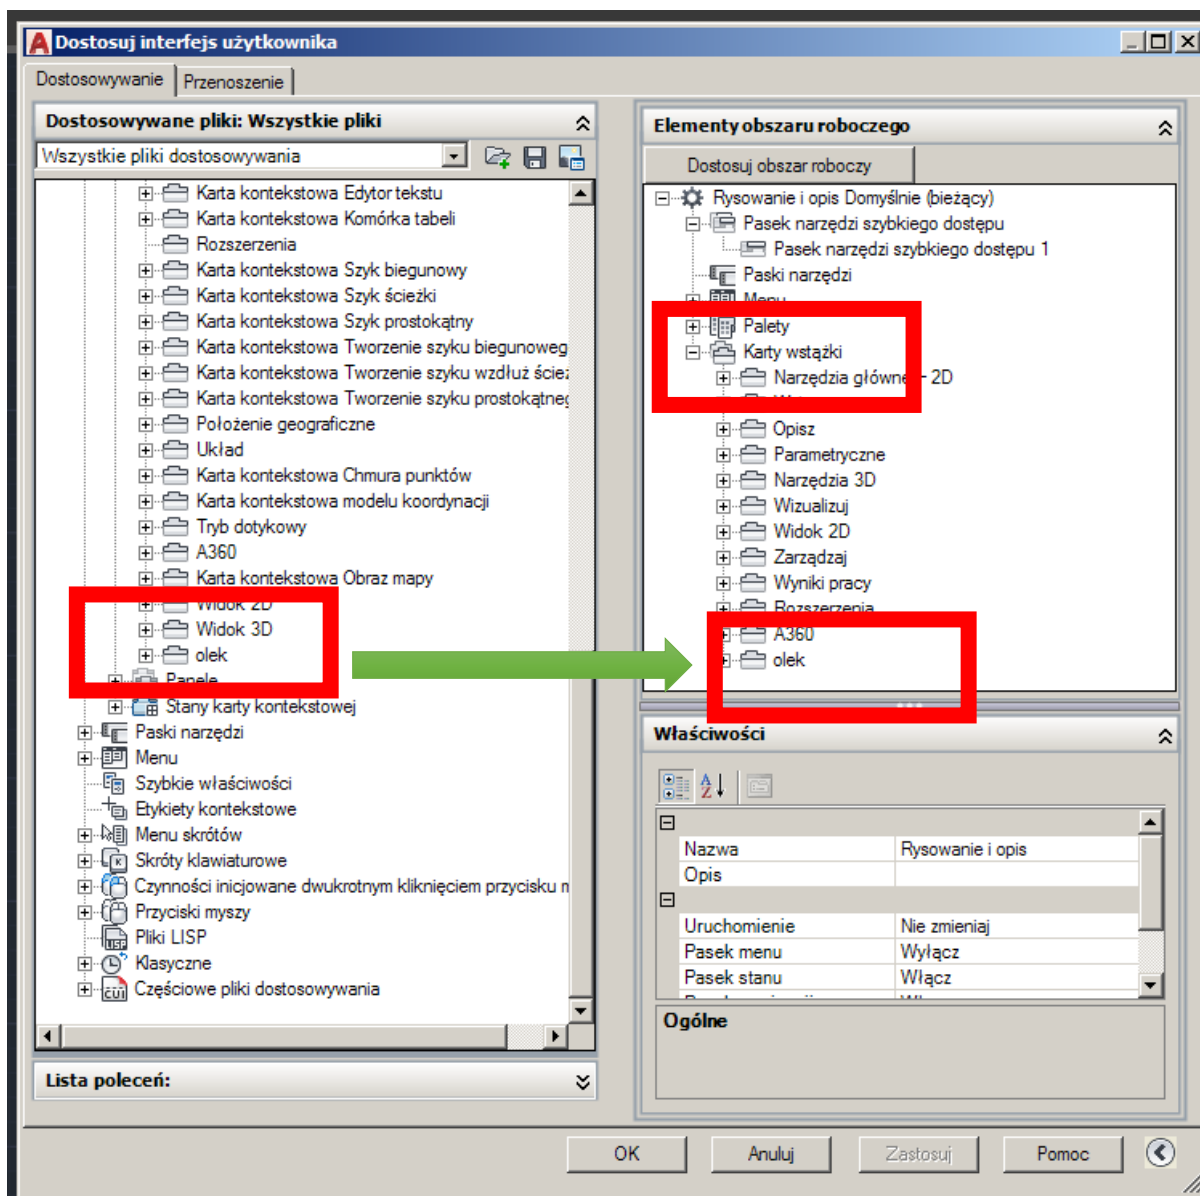 Dostosuj interfejs użytkownika
Dostosowywanie
Przenoszenie
Dostosowywane pliki: Wszystkie pliki
Wszystkie pliki dostosowywania
Karta kontekstowa Edytor tekstu
Karta kontekstowa Komórka tabeli
Rozszerzenia
Karta kontekstowa Szyk biegunowy
Karta kontekstowa Szyk ścieżki
Karta kontekstowa Szyk prostokątny
Karta kontekstowa Tworzenie szyku biegunoweg
Karta kontekstowa Tworzenie szyku wzdłuż ścież
Karta kontekstowa Tworzenie szyku prostokątneg
Położenie geograficzne
Układ
Karta kontekstowa Chmura punktów
Karta kontekstowa modelu koordynacji
Tryb dotykowy
A360
Karta kontekstowa Obraz mapy
Widok 2D
Widok 3D
olek
Panele
Stany karty kontekstowej
Paski narzędzi
Menu
Szybkie właściwości
Etykiety kontekstowe
Menu skrótów
Skróty klawiaturowe
Czynności inicjowane dwukrotnym kliknięciem przycisku m
Przyciski myszy
Pliki LISP
Klasyczne
Częściowe pliki dostosowywania
Lista poleceń:
Elementy obszaru roboczego
Dostosuj obszar roboczy
Rysowanie i opis Domyślnie (bieżący)
Pasek narzędzi szybkiego dostępu
Pasek narzędzi szybkiego dostępu 1
Paski narzędzi
Menu
Palety
Karty wstążki
Narzędzia główne - 2D
Opisz
Parametryczne
Narzędzia 3D
Wizualizuj
Widok 2D
Zarządzaj
Wyniki pracy
Rozszerzenia
A360
olek
Właściwości
Nazwa Rysowanie i opis
Opis
Uruchomienie Nie zmieniaj
Pasek menu Wyłącz
Pasek stanu Włącz
Ogólne
OK
Anuluj
Zastosuj
Pomoc